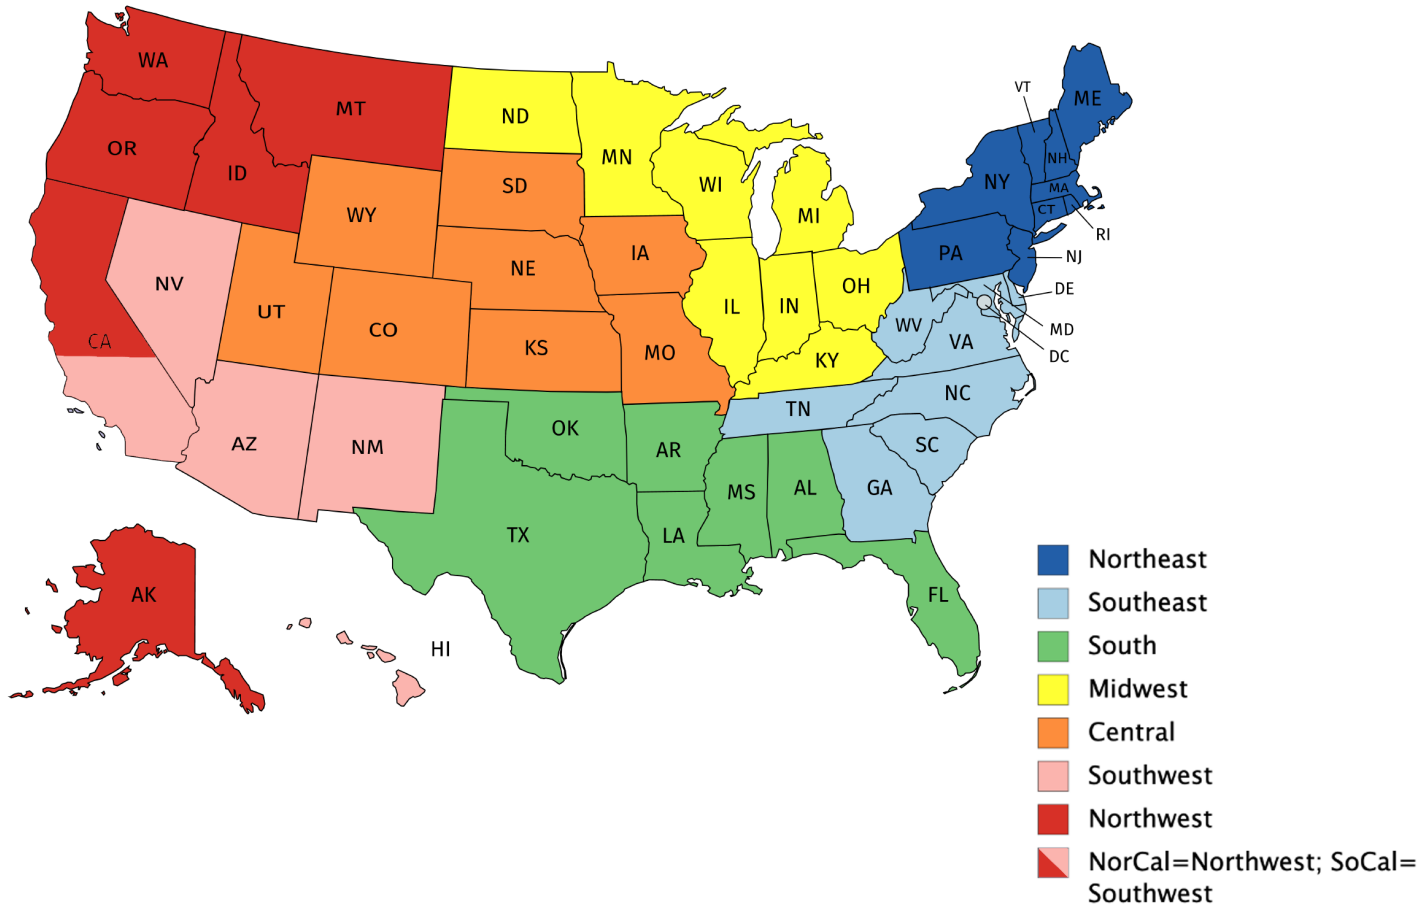 WA
MT
ND
OR
ID
MN
SD
WI
WY
MI
VT
ME
NH
NY
MA
CT
RI
PA
NJ
IA
NE
NV
UT
CO
IL
IN
OH
DE
MD
DC
WV
VA
CA
KS
MO
KY
TN
NC
AZ
NM
OK
AR
SC
MS
AL
GA
TX
LA
FL
AK
HI
Northeast
Southeast
South
Midwest
Central
Southwest
Northwest
NorCal=Northwest; SoCal=
Southwest